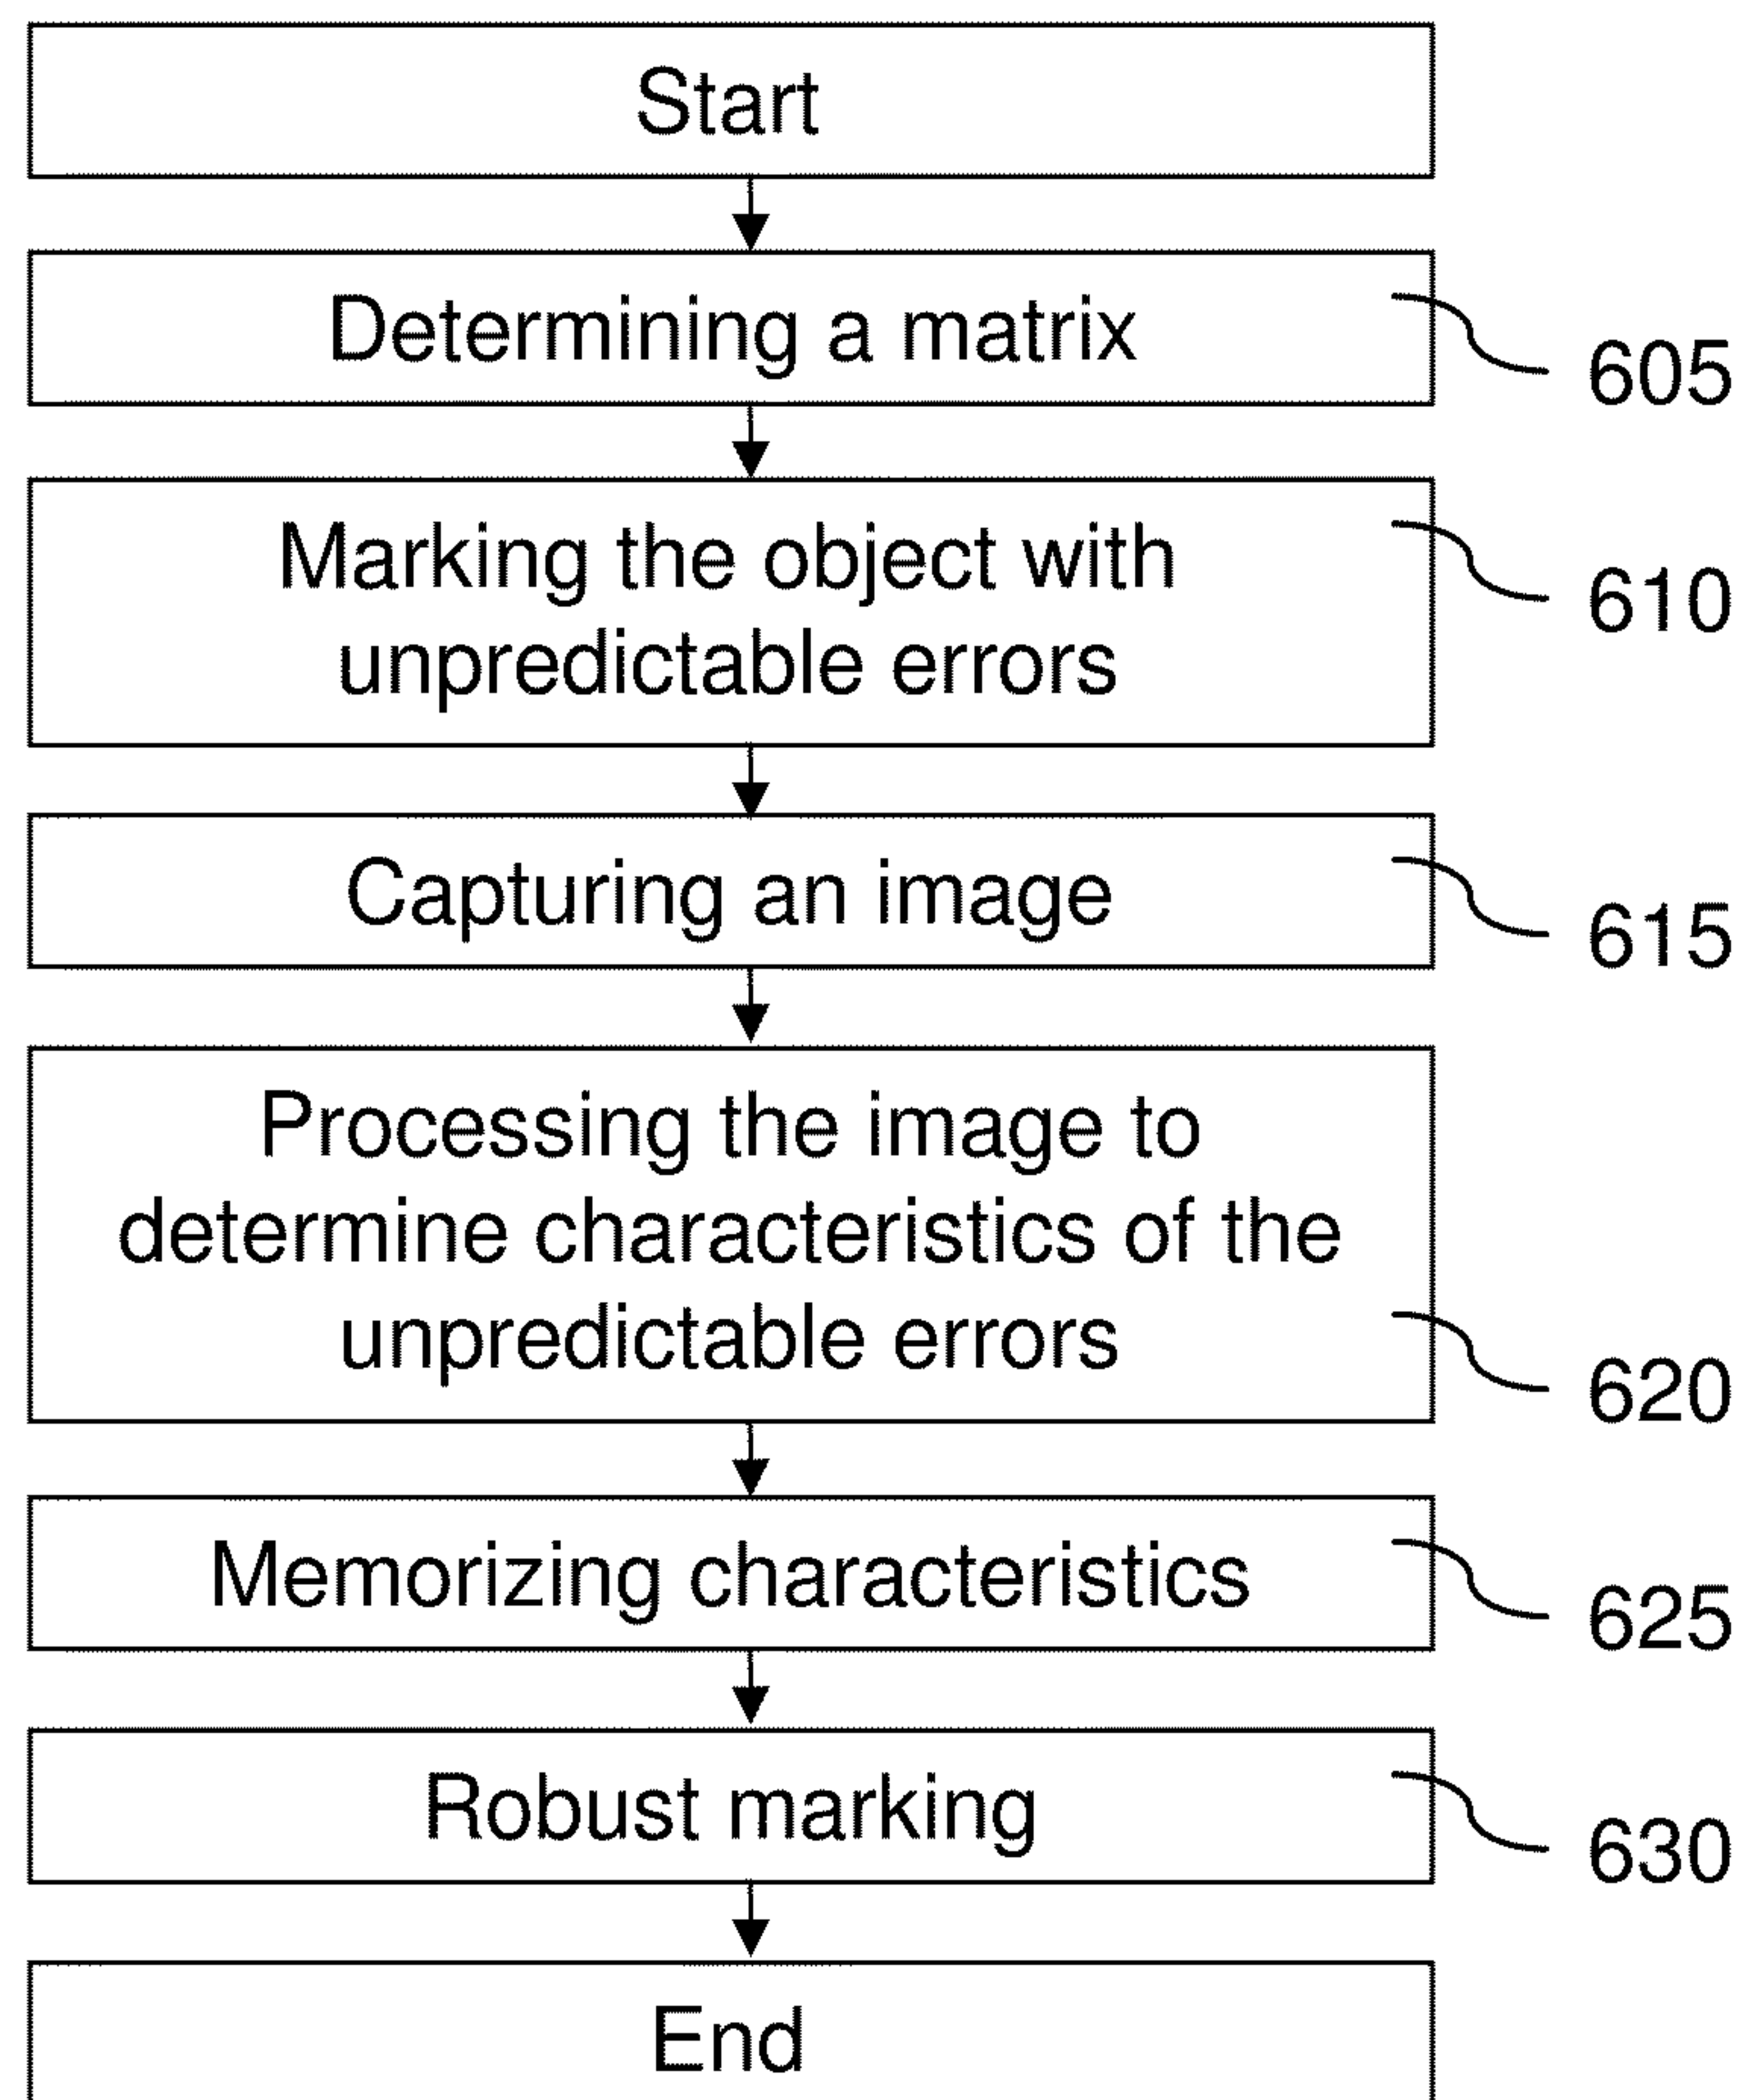 Start
Determining a matrix
605
Marking the object with
unpredictable errors
610
Capturing an image
615
Processing the image to
determine characteristics of the
unpredictable errors
620
Memorizing characteristics
625
Robust marking
630
End